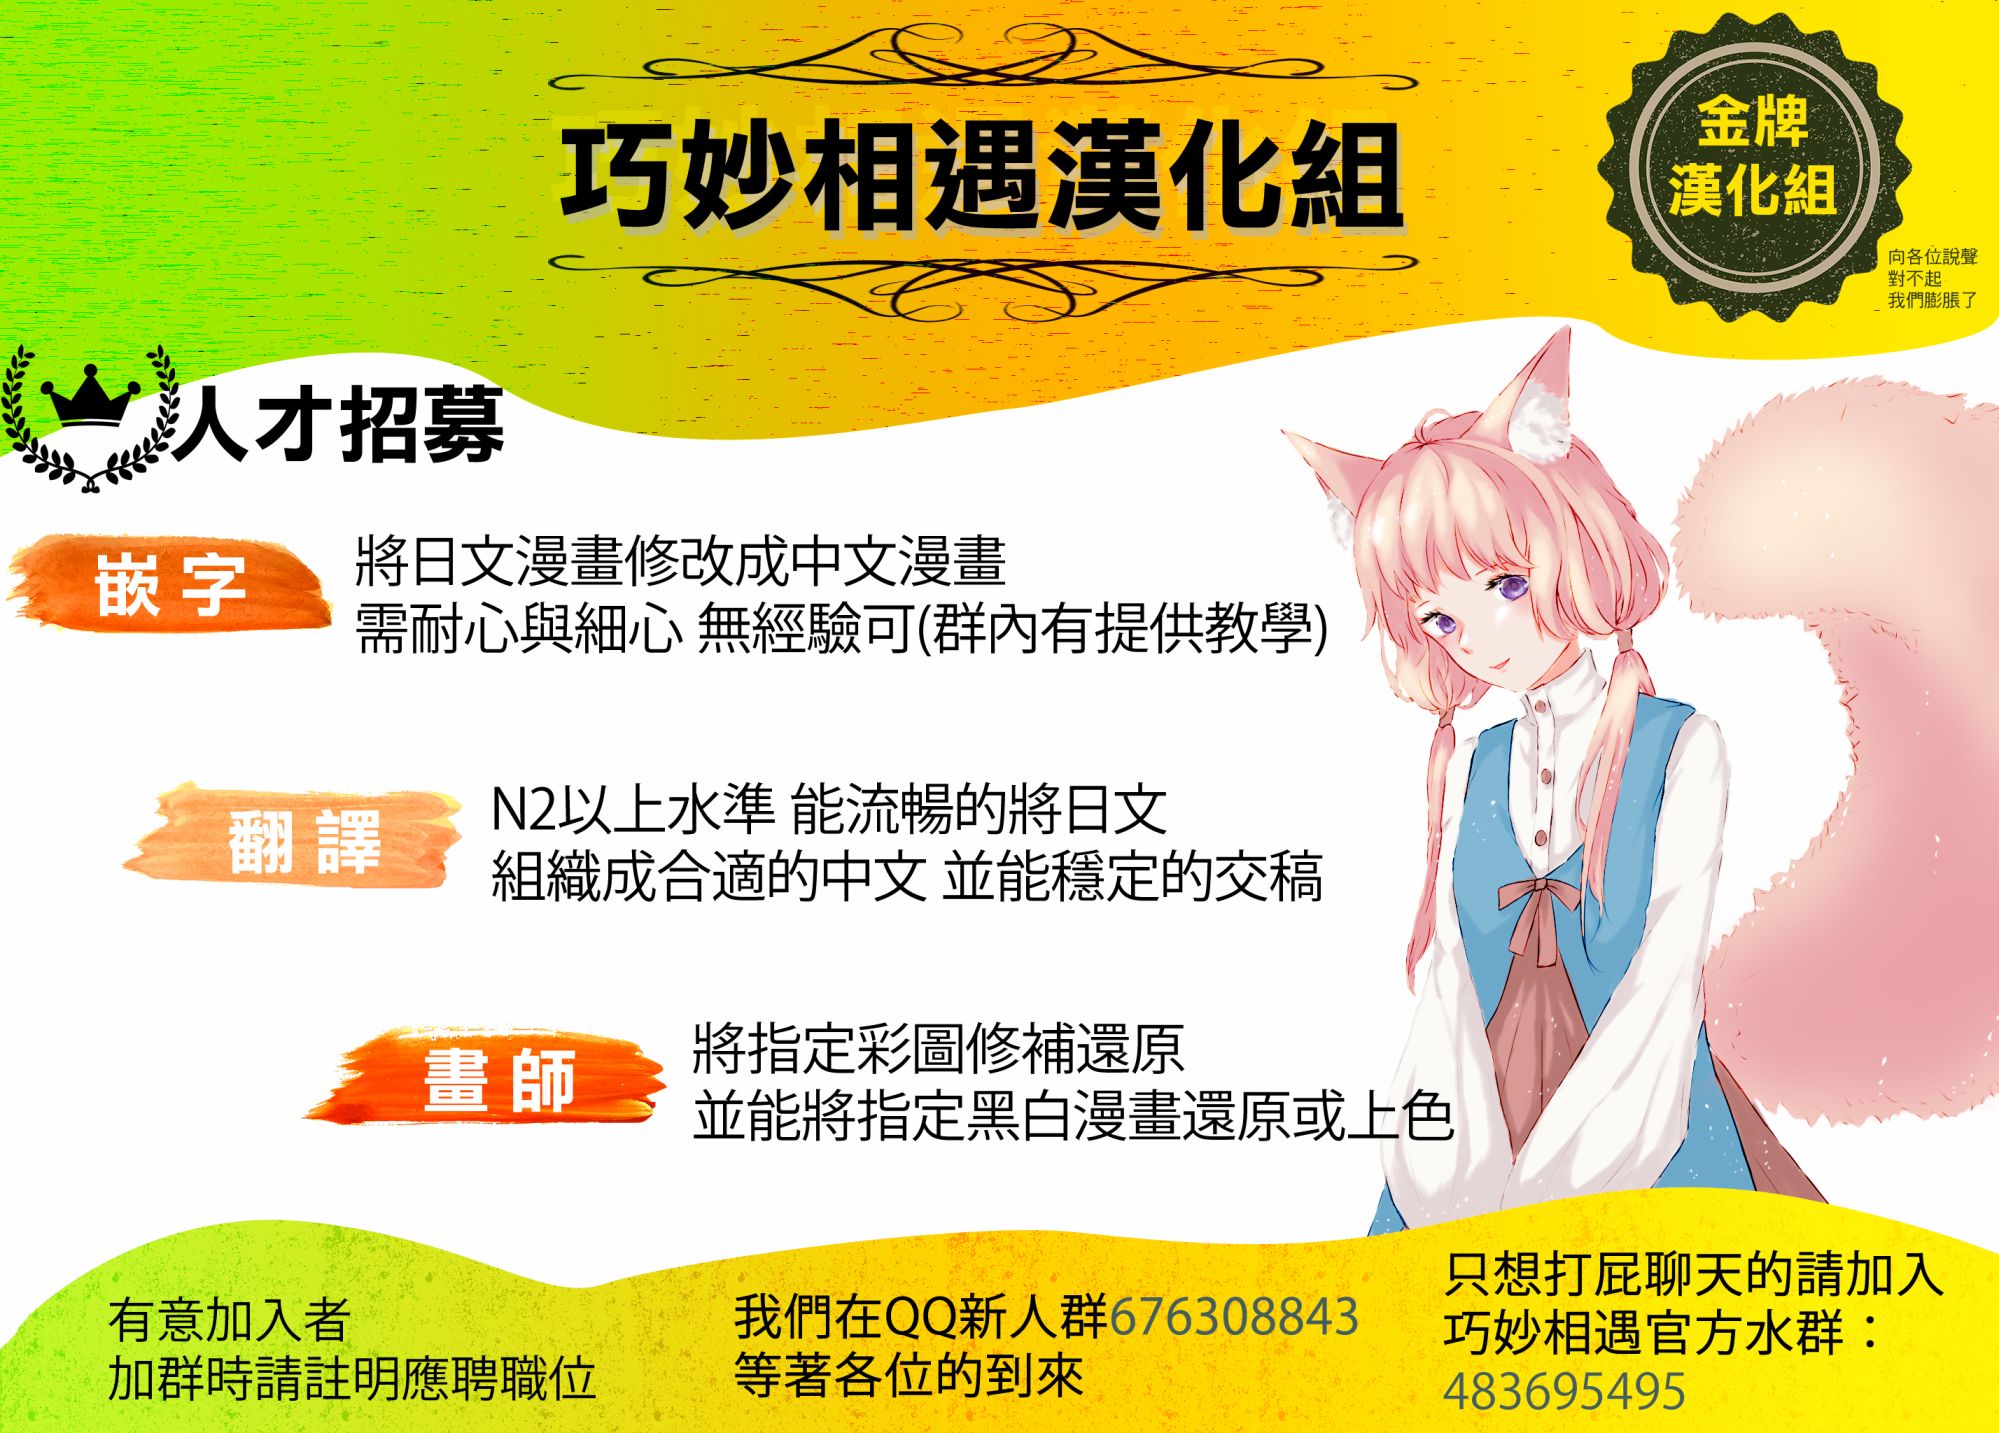 巧妙相遇漢化組
金牌
漢化組
向各位說聲
對不起
我們膨脹了
人才招募
嵌字
將日文漫畫修改成中文漫畫
需耐心與細心 無經驗可(群內有提供教學)
翻譯
N2以上水準 能流暢的將日文
組織成合適的中文 並能穩定的交稿
畫師
將指定彩圖修補還原
並能將指定黑白漫畫還原或上色
有意加入者
加群時請註明應聘職位
我們在QQ新人群676308843
等著各位的到來
只想打屁聊天的請加入
巧妙相遇官方水群：
483695495